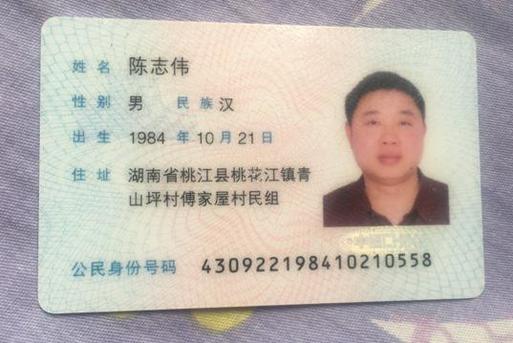 姓名 陈志伟
性别 男 民族 汉
出生 1984 年 10 月 21 日
住址 湖南省桃江县桃花江镇青
山坪村傅家屋村民组
公民身份号码 430922198410210558